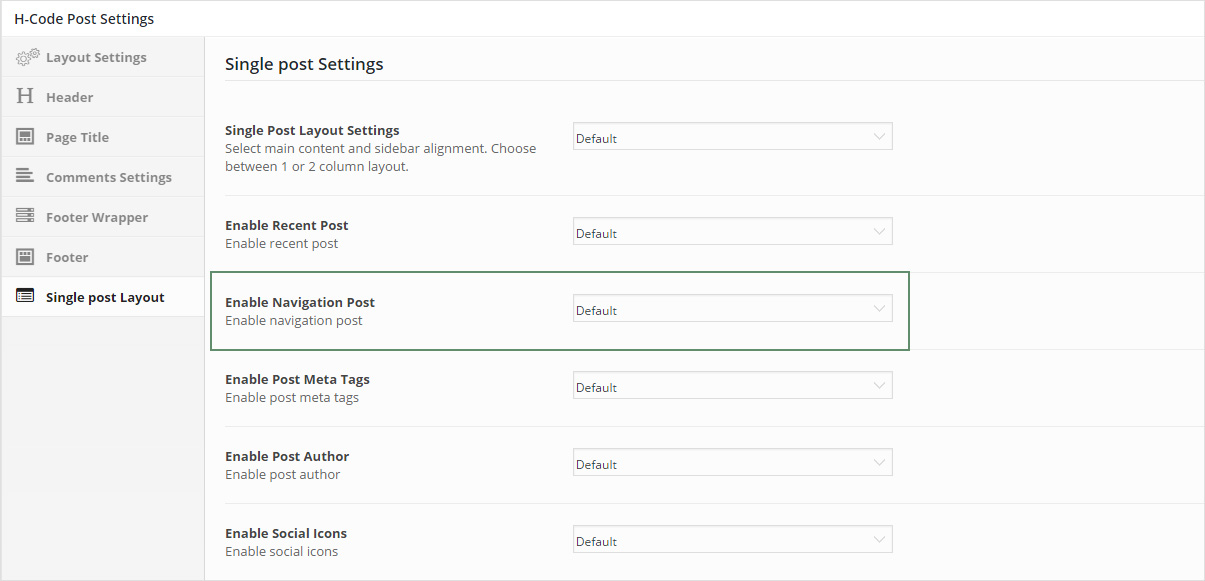 H-Code Post Settings
Layout Settings
Header
Page Title
Comments Settings
Footer Wrapper
Footer
Single post Layout
Single post Settings
Single Post Layout Settings
Select main content and sidebar alignment. Choose
between 1 or 2 column layout.
Default
Enable Recent Post
Enable recent post
Default
Enable Navigation Post
Enable navigation post
Default
Enable Post Meta Tags
Enable post meta tags
Default
Enable Post Author
Enable post author
Default
Enable Social Icons
Enable social icons
Default